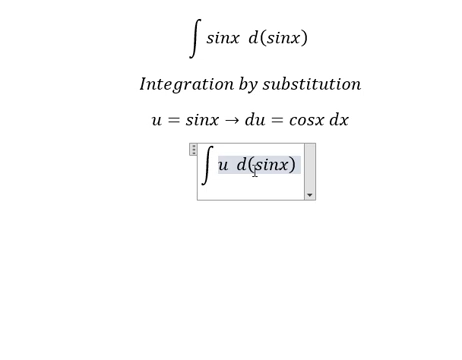 ∫ sinx d(sinx)
Integration by substitution
u = sinx → du = cosx dx
∫ u d(sinx)